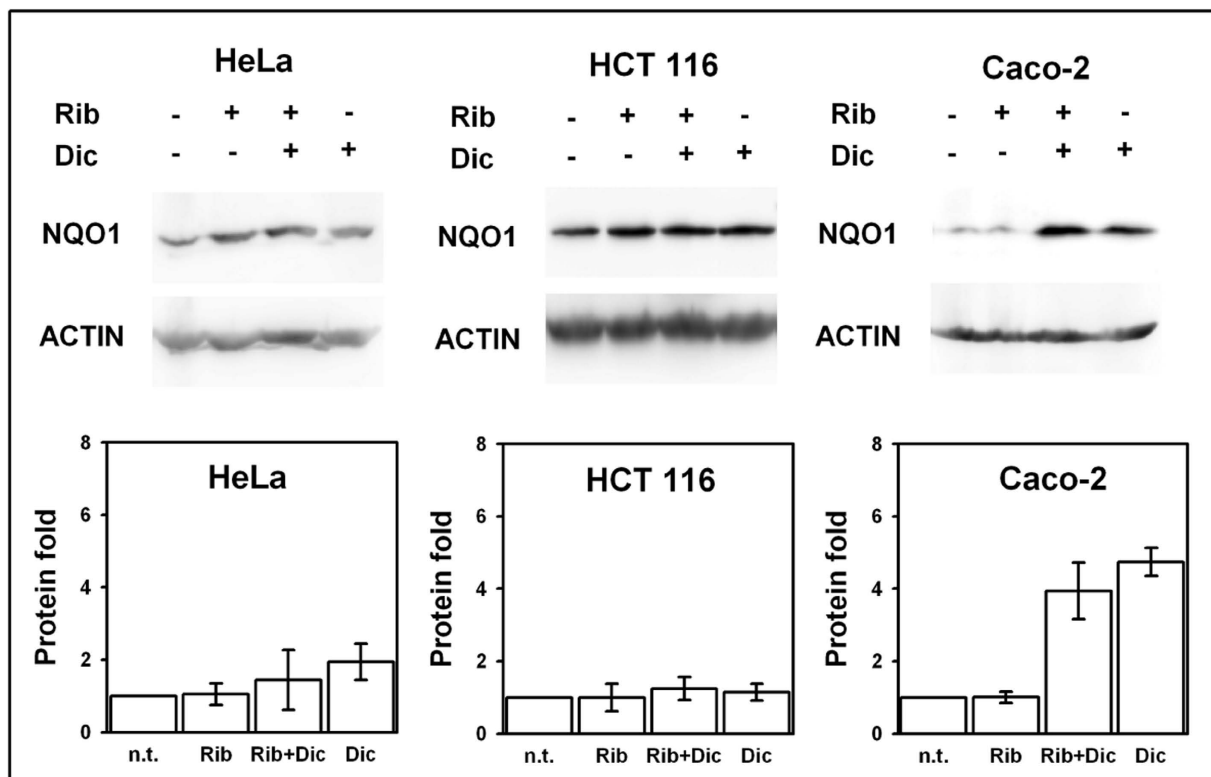 HeLa
Rib - + + -
Dic - - + +
NQO1
ACTIN
HCT 116
Rib - + + -
Dic - - + +
NQO1
ACTIN
Caco-2
Rib - + + -
Dic - - + +
NQO1
ACTIN
HeLa
Protein fold
8
6
4
2
0
n.t. Rib Rib+Dic Dic
HCT 116
Protein fold
8
6
4
2
0
n.t. Rib Rib+Dic Dic
Caco-2
Protein fold
8
6
4
2
0
n.t. Rib Rib+Dic Dic